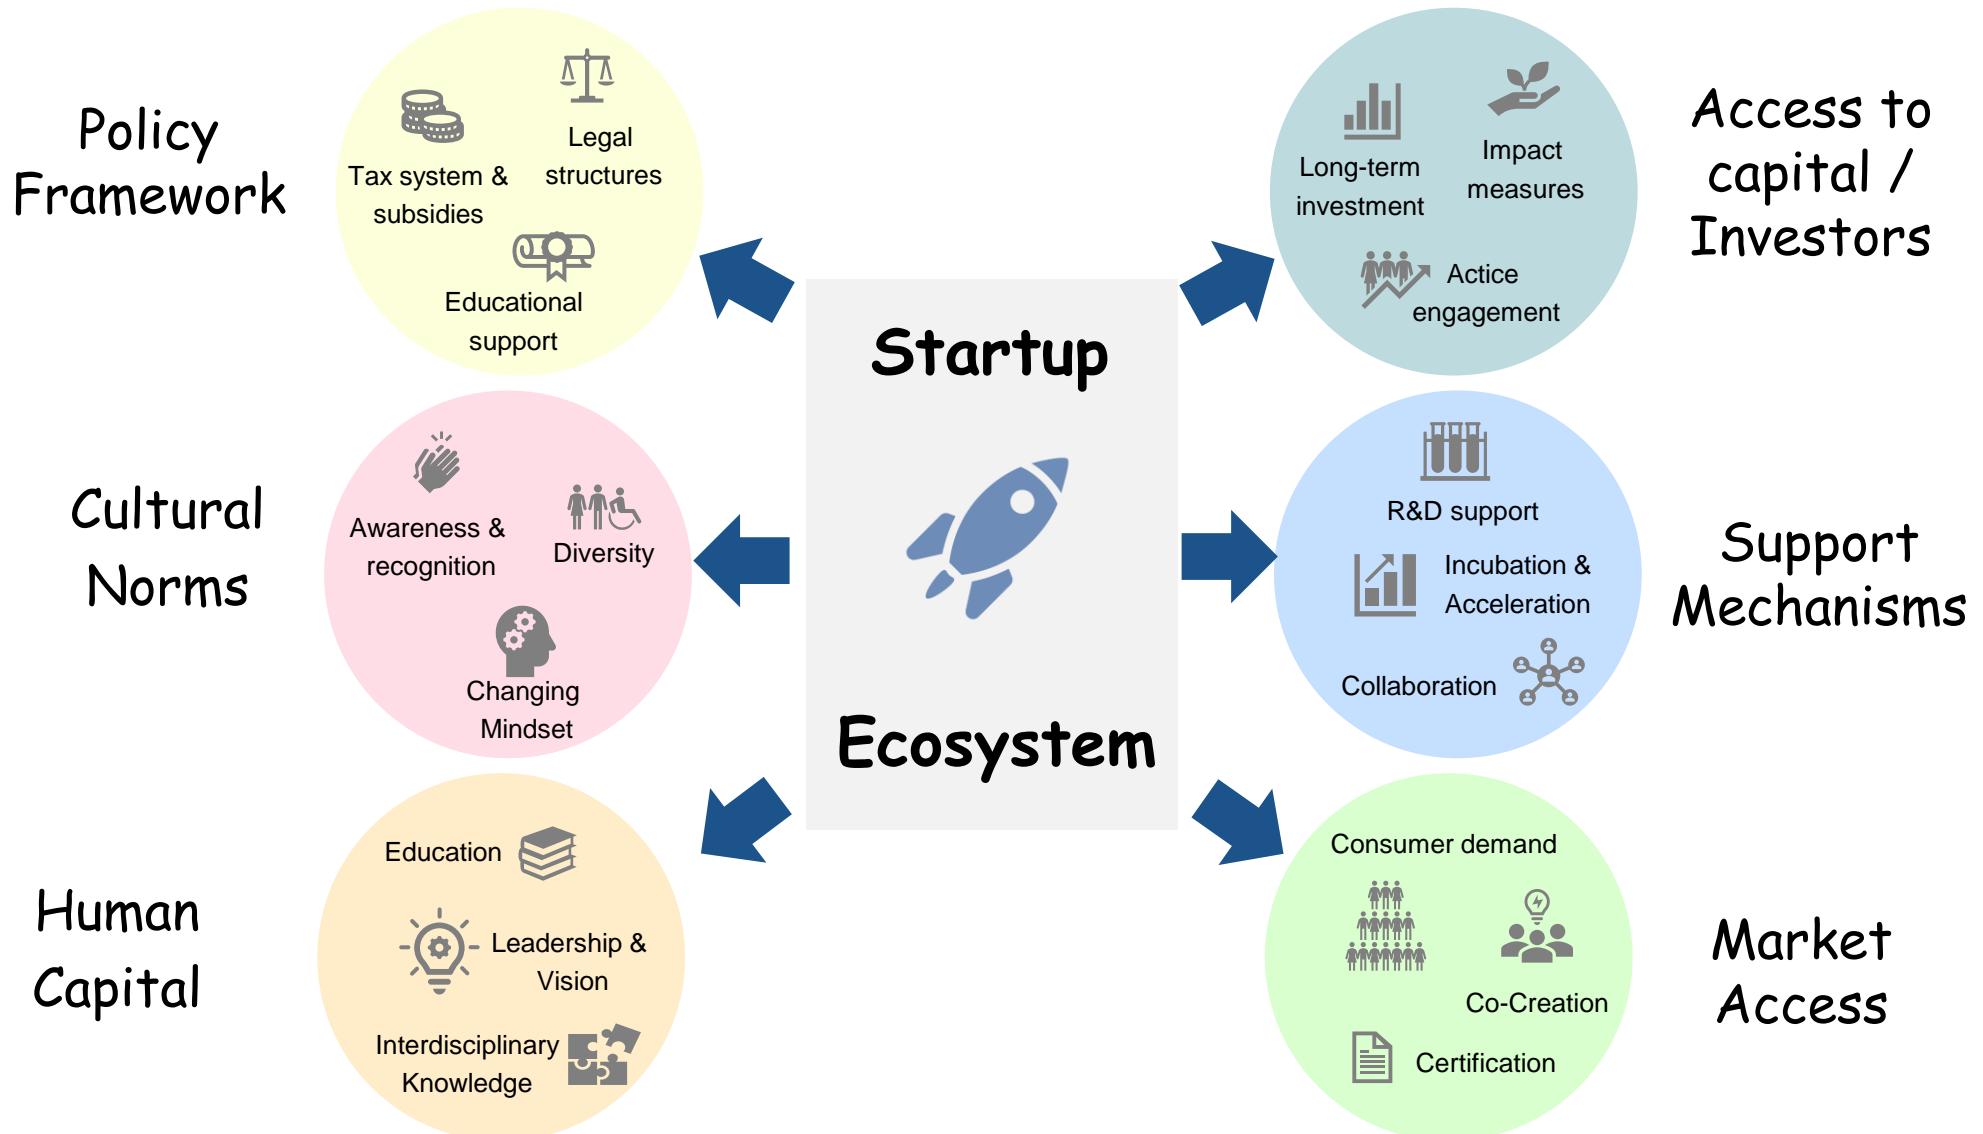 Policy
Framework
Tax system &
subsidies
Legal
structures
Educational
support
Cultural
Norms
Awareness &
recognition
Diversity
Changing
Mindset
Human
Capital
Education
Leadership &
Vision
Interdisciplinary
Knowledge
Startup
Ecosystem
Long-term
investment
Impact
measures
Actice
engagement
Access to
capital /
Investors
R&D support
Incubation &
Acceleration
Collaboration
Support
Mechanisms
Consumer demand
Co-Creation
Certification
Market
Access